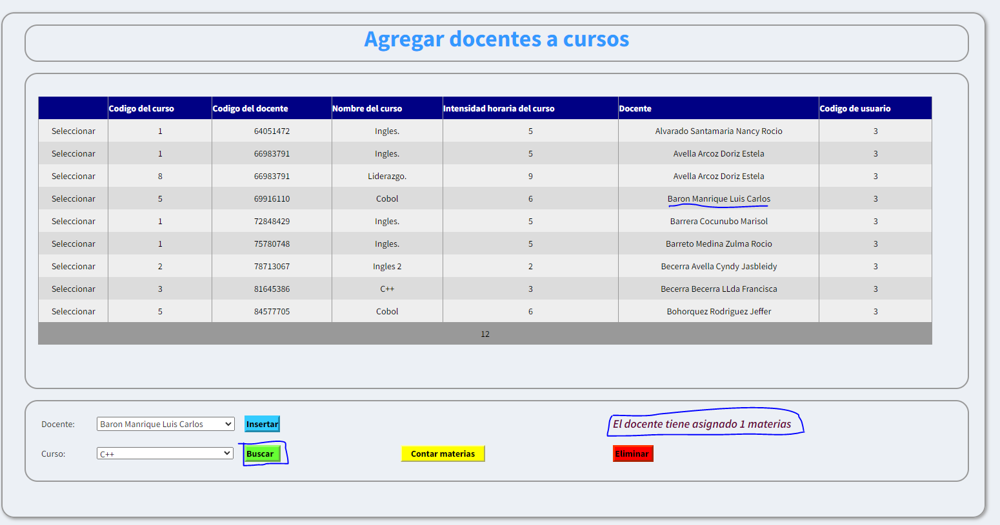 Agregar docentes a cursos
Codigo del curso Codigo del docente Nombre del curso Intensidad horaria del curso Docente Codigo de usuario
Seleccionar 1 64051472 Ingles. 5 Alvarado Santamaria Nancy Rocio 3
Seleccionar 1 66983791 Ingles. 5 Avella Arcoz Doriz Estela 3
Seleccionar 8 66983791 Liderazgo. 9 Avella Arcoz Doriz Estela 3
Seleccionar 5 69916110 Cobol 6 Baron Manrique Luis Carlos 3
Seleccionar 1 72848429 Ingles. 5 Barrera Cocunubo Marisol 3
Seleccionar 1 75780748 Ingles. 5 Barreto Medina Zulma Rocio 3
Seleccionar 2 78713067 Ingles 2 2 Becerra Avella Cyndy Jasbleidy 3
Seleccionar 3 81645386 C++ 3 Becerra Becerra LLda Francisca 3
Seleccionar 5 84577705 Cobol 6 Bohorquez Rodriguez Jeffer 3
12
Docente: Baron Manrique Luis Carlos Insertar El docente tiene asignado 1 materias
Curso: C++ Buscar Contar materias Eliminar